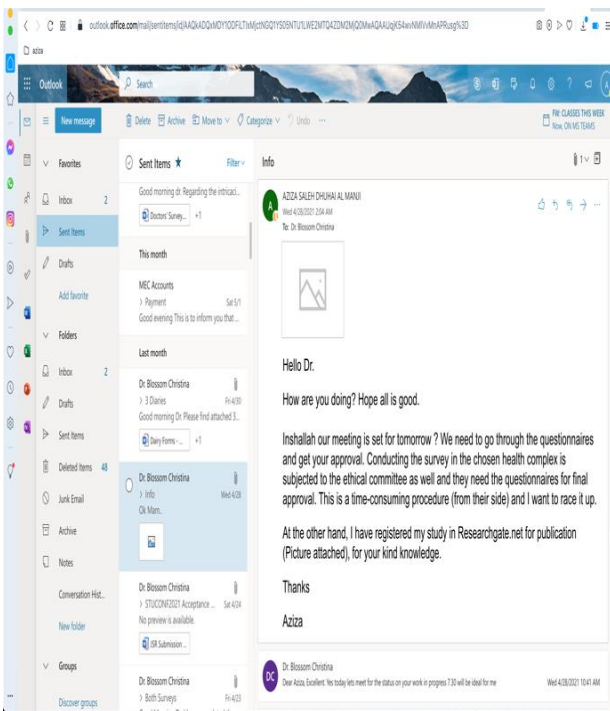 outlook.office.com/mail/sentitems/id/
aziza
Outlook
Search
New message
Delete
Archive
Move to
Categorize
Undo
FW: CLASSES THIS WEEK
Now, ON MS TEAMS
Favorites
Inbox 2
Sent Items
Drafts
Add favorite
Folders
Inbox 2
Drafts
Sent Items
Deleted Items 48
Junk Email
Archive
Notes
Conversation Hist...
New folder
Groups
Discover groups
Sent Items ★
Filter
Good morning dr. Regarding the intricaci...
Doctors' Survey...
+1
This month
MEC Accounts
> Payment Sat 5/1
Good evening This is to inform you that ...
Last month
Dr. Blossom Christina
> 3 Diaries Fri 4/30
Good morning Dr. Please find attached 3...
Dairy Forms-...
+1
Dr. Blossom Christina
> Info Wed 4/28
Ok Mam.
Dr. Blossom Christina
> STUCONF2021 Acceptance ... Sat 4/24
No preview is available.
JSR Submission ...
Dr. Blossom Christina
> Both Surveys Fri 4/23
Info
1
A
AZIZA SALEH DHUHAI AL MANJI
Wed 4/28/2021 2:04 AM
To: Dr. Blossom Christina
Hello Dr.
How are you doing? Hope all is good.
Inshallah our meeting is set for tomorrow ? We need to go through the questionnaires
and get your approval. Conducting the survey in the chosen health complex is
subjected to the ethical committee as well and they need the questionnaires for final
approval. This is a time-consuming procedure (from their side) and I want to race it up.
At the other hand, I have registered my study in Researchgate.net for publication
(Picture attached), for your kind knowledge.
Thanks
Aziza
DC
Dr. Blossom Christina
Dear Aziza, Excellent. Yes today lets meet for the status on your work in progress 7.30 will be ideal for me
Wed 4/28/2021 10:41 AM